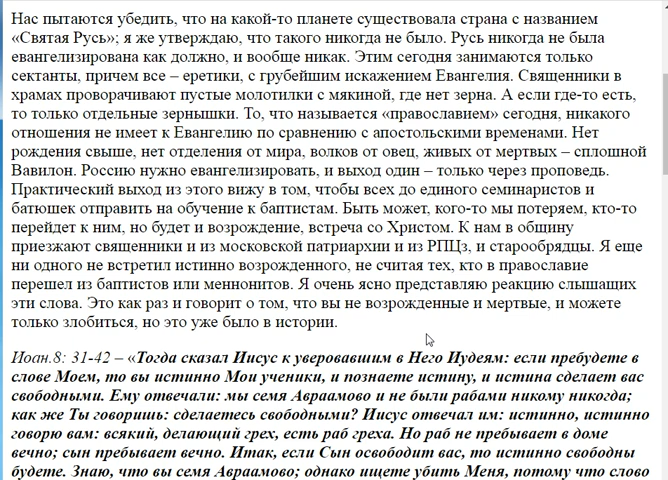 Нас пытаются убедить, что на какой-то планете существовала страна с названием
«Святая Русь»; я же утверждаю, что такого никогда не было. Русь никогда не была
евангелизирована как должно, и вообще никак. Этим сегодня занимаются только
сектанты, причем все – еретики, с грубейшим искажением Евангелия. Священники в
храмах проворачивают пустые молотилки с мякиной, где нет зерна. А если где-то есть,
то только отдельные зернышки. То, что называется «православием» сегодня, никакого
отношения не имеет к Евангелию по сравнению с апостольскими временами. Нет
рождения свыше, нет отделения от мира, волков от овец, живых от мертвых – сплошной
Вавилон. Россию нужно евангелизировать, и выход один – только через проповедь.
Практический выход из этого вижу в том, чтобы всех до единого семинаристов и
батюшек отправить на обучение к баптистам. Быть может, кого-то мы потеряем, кто-то
перейдет к ним, но будет и возрождение, встреча со Христом. К нам в общину
приезжают священники и из московской патриархии и из РПЦз, и старообрядцы. Я еще
ни одного не встретил истинно возрожденного, не считая тех, кто в православие
перешел из баптистов или меннонитов. Я очень ясно представляю реакцию слышащих
эти слова. Это как раз и говорит о том, что вы не возрожденные и мертвые, и можете
только злобиться, но это уже было в истории.
Иоан.8: 31-42 – «Тогда сказал Иисус к уверовавшим в Него Иудеям: если пребудете в
слове Моем, то вы истинно Мои ученики, и познаете истину, и истина сделает вас
свободными. Ему отвечали: мы семя Авраамово и не были рабами никому никогда;
как же Ты говоришь: сделаетесь свободными? Иисус отвечал им: истинно, истинно
говорю вам: всякий, делающий грех, есть раб греха. Но раб не пребывает в доме
вечно; сын пребывает вечно. Итак, если Сын освободит вас, то истинно свободны
будете. Знаю, что вы семя Авраамово; однако ищете убить Меня, потому что слово